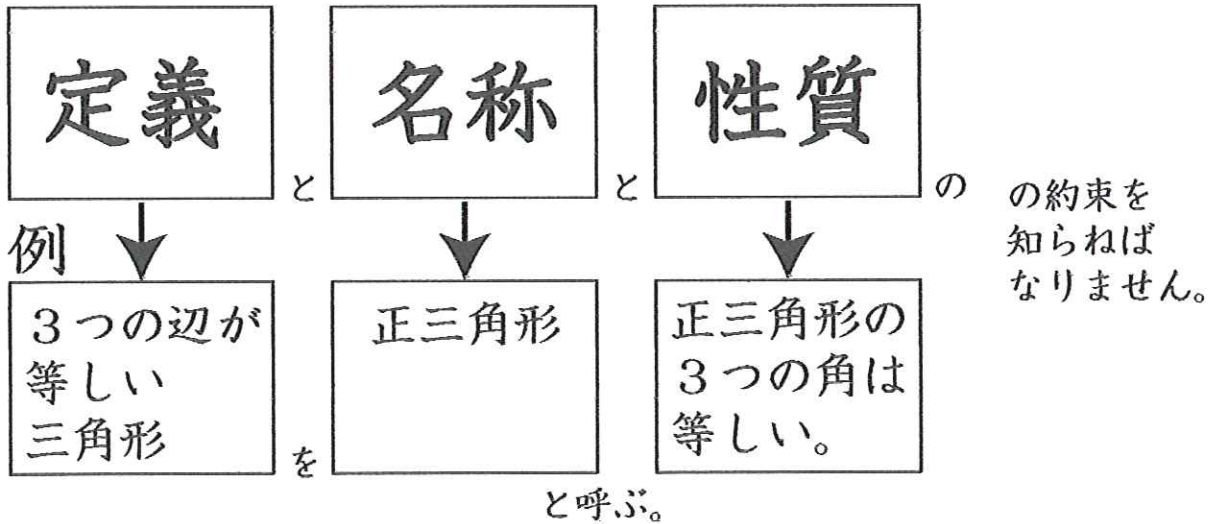 定義 と 名称 と 性質 の
の約束を
知らねば
なりません。
例
3つの辺が
等しい
三角形
を
正三角形
と呼ぶ。
正三角形の
3つの角は
等しい。